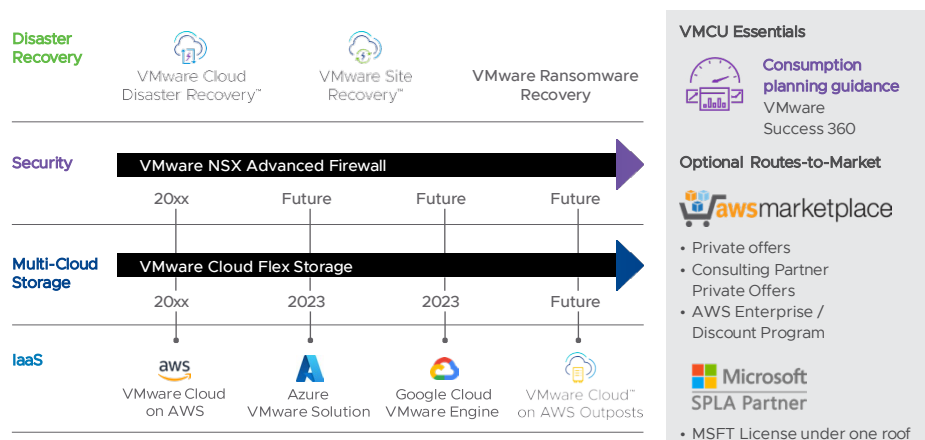 Disaster
Recovery
VMware Cloud
Disaster Recovery™
VMware Site
Recovery™
VMware Ransomware
Recovery
Security
VMware NSX Advanced Firewall
20xx
Future
Future
Future
Multi-Cloud
Storage
VMware Cloud Flex Storage
20xx
2023
2023
Future
IaaS
aws
VMware Cloud
on AWS
Azure
VMware Solution
Google Cloud
VMware Engine
VMware Cloud™
on AWS Outposts
VMCU Essentials
Consumption
planning guidance
VMware
Success 360
Optional Routes-to-Market
awsmarketplace
• Private offers
• Consulting Partner
Private Offers
• AWS Enterprise /
Discount Program
Microsoft
SPLA Partner
• MSFT License under one roof